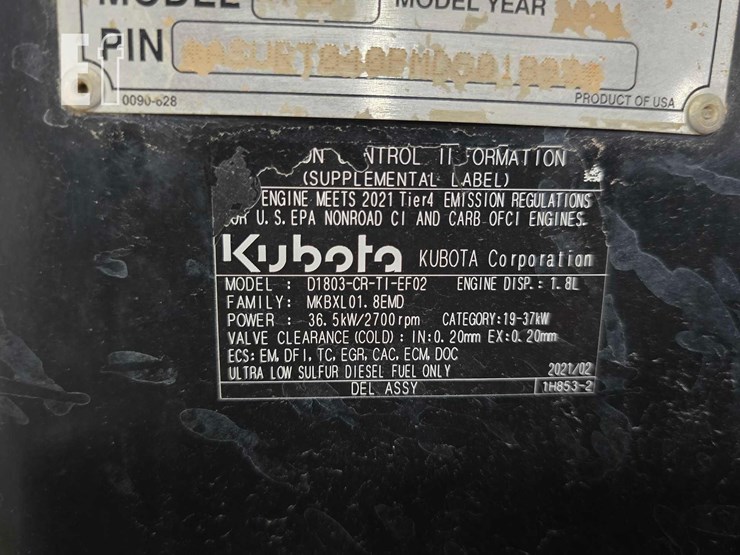 MODEL
MODEL YEAR
PIN
0090-628
PRODUCT OF USA
ON CONTROL INFORMATION
(SUPPLEMENTAL LABEL)
ENGINE MEETS 2021 Tier4 EMISSION REGULATIONS
FOR U.S.EPA NONROAD CI AND CARB OFCI ENGINES.
Kubota KUBOTA Corporation
MODEL : D1803-CR-TI-EF02 ENGINE DISP.: 1.8L
FAMILY: MKBXL01.8EMD
POWER : 36.5kW/2700rpm CATEGORY:19-37kW
VALVE CLEARANCE (COLD) : IN:0.20mm EX:0.20mm
ECS: EM, DFI, TC, EGR, CAC, ECM, DOC
ULTRA LOW SULFUR DIESEL FUEL ONLY 2021/02
DEL ASSY 1H853-2